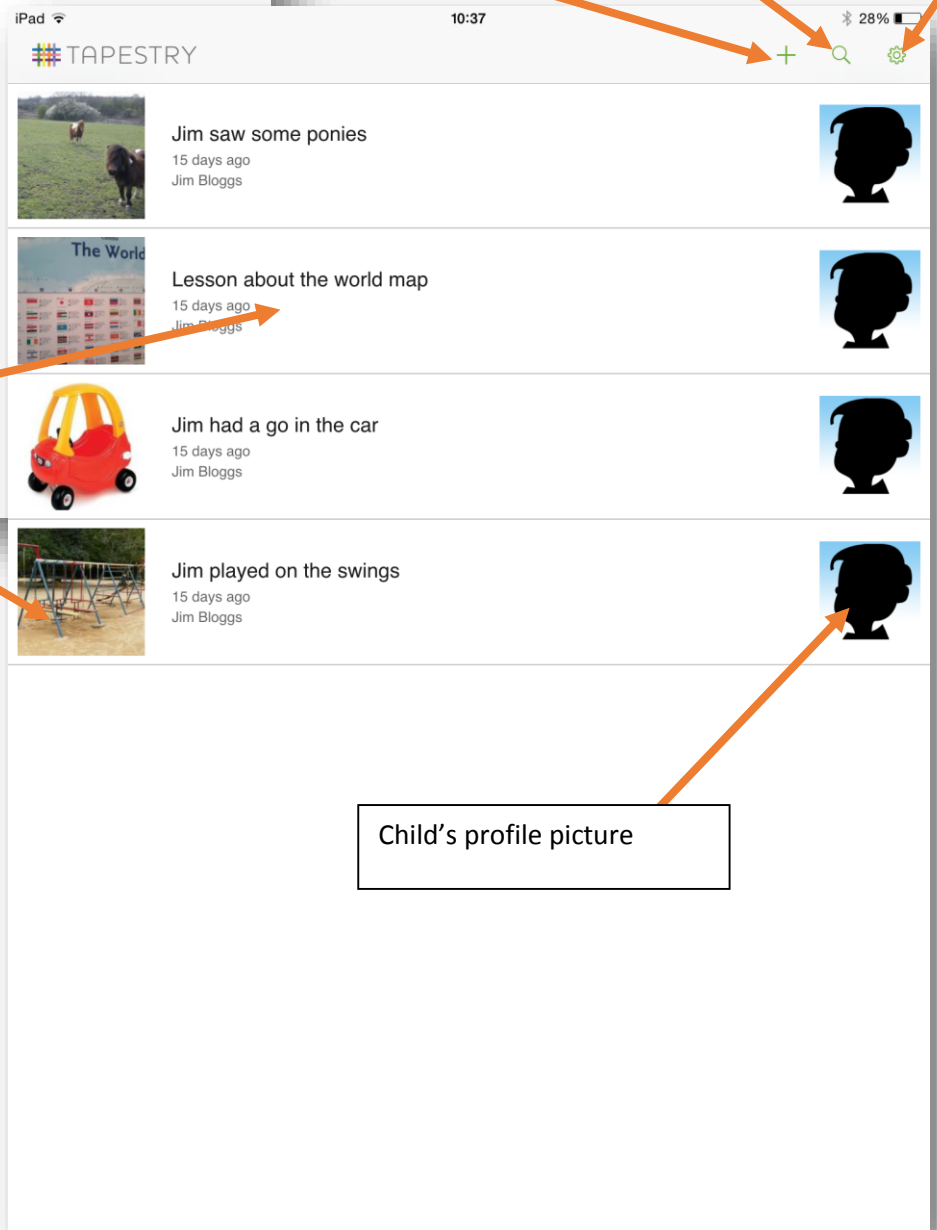 iPad 10:37 28%
TAPESTRY
Jim saw some ponies
15 days ago
Jim Bloggs
The World
Lesson about the world map
15 days ago
Jim Bloggs
Jim had a go in the car
15 days ago
Jim Bloggs
Jim played on the swings
15 days ago
Jim Bloggs
Child’s profile picture